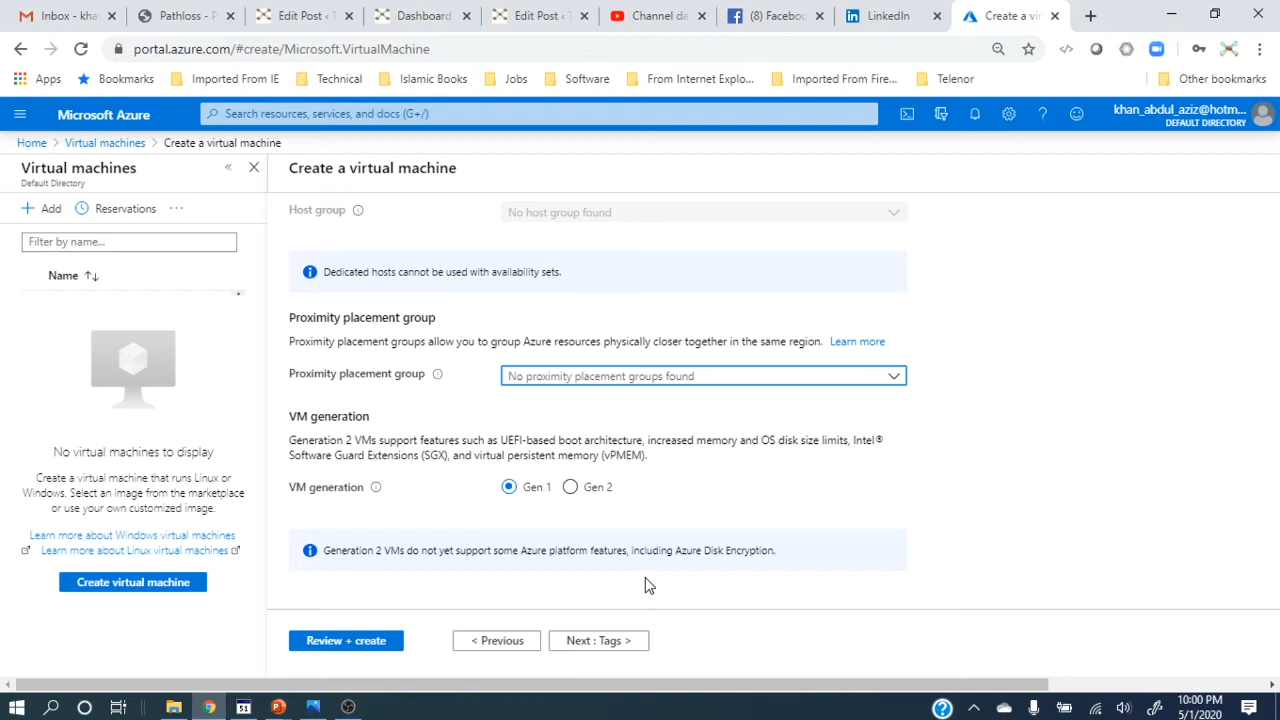 Inbox - kha
Pathloss - P
Edit Post ‹ T
Dashboard
Edit Post ‹ T
Channel da
(8) Faceboo
LinkedIn
Create a vir
portal.azure.com/#create/Microsoft.VirtualMachine
Apps
Bookmarks
Imported From IE
Technical
Islamic Books
Jobs
Software
From Internet Explo...
Imported From Fire...
Telenor
Other bookmarks
Microsoft Azure
Search resources, services, and docs (G+/)
khan_abdul_aziz@hotm...
DEFAULT DIRECTORY
Home > Virtual machines > Create a virtual machine
Virtual machines
Default Directory
Add
Reservations
Filter by name...
Name
No virtual machines to display
Create a virtual machine that runs Linux or
Windows. Select an image from the marketplace
or use your own customized image.
Learn more about Windows virtual machines
Learn more about Linux virtual machines
Create virtual machine
Create a virtual machine
Host group
No host group found
Dedicated hosts cannot be used with availability sets.
Proximity placement group
Proximity placement groups allow you to group Azure resources physically closer together in the same region. Learn more
Proximity placement group
No proximity placement groups found
VM generation
Generation 2 VMs support features such as UEFI-based boot architecture, increased memory and OS disk size limits, Intel®
Software Guard Extensions (SGX), and virtual persistent memory (vPMEM).
VM generation
Gen 1
Gen 2
Generation 2 VMs do not yet support some Azure platform features, including Azure Disk Encryption.
Review + create
< Previous
Next : Tags >
31
10:00 PM
5/1/2020